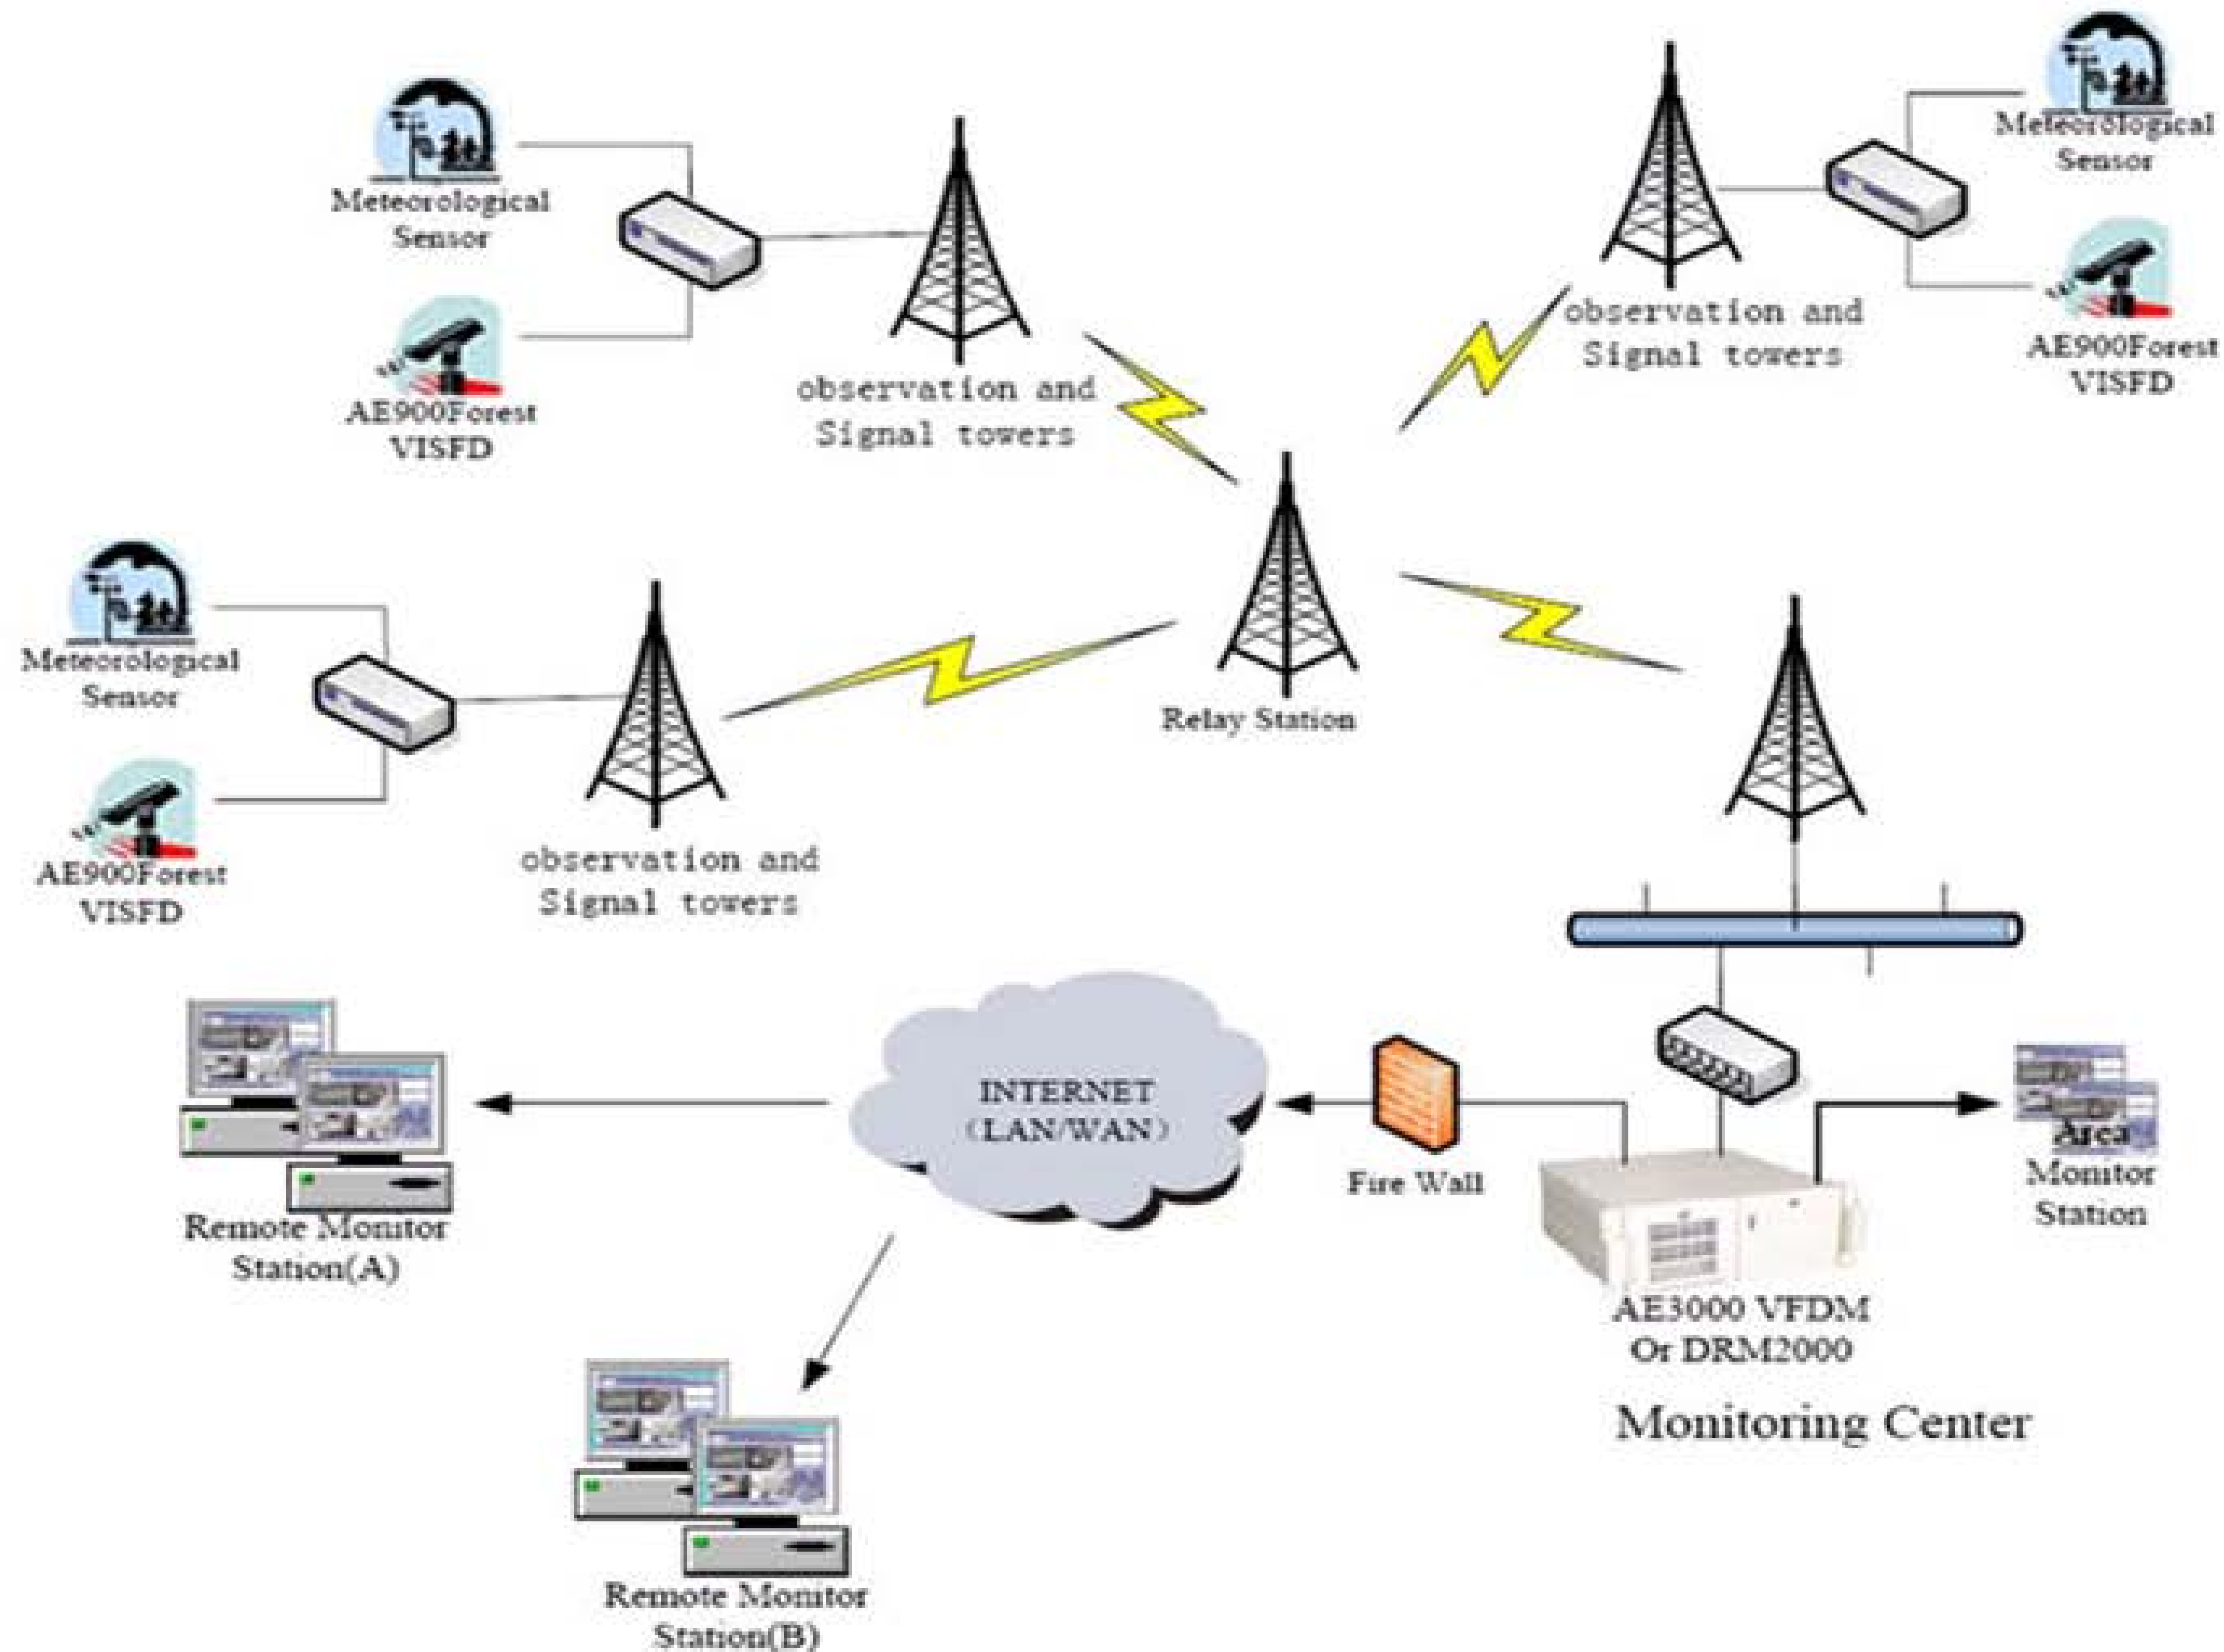 Meteorological
Sensor
AE900Forest
VISFD
observation and
Signal towers
Meteorological
Sensor
observation and
Signal towers
AE900Forest
VISFD
Meteorological
Sensor
AE900Forest
VISFD
observation and
Signal towers
Relay Station
INTERNET
(LAN/WAN)
Fire Wall
Area
Monitor
Station
AE3000 VFDM
Or DRM2000
Monitoring Center
Remote Monitor
Station(A)
Remote Monitor
Station(B)